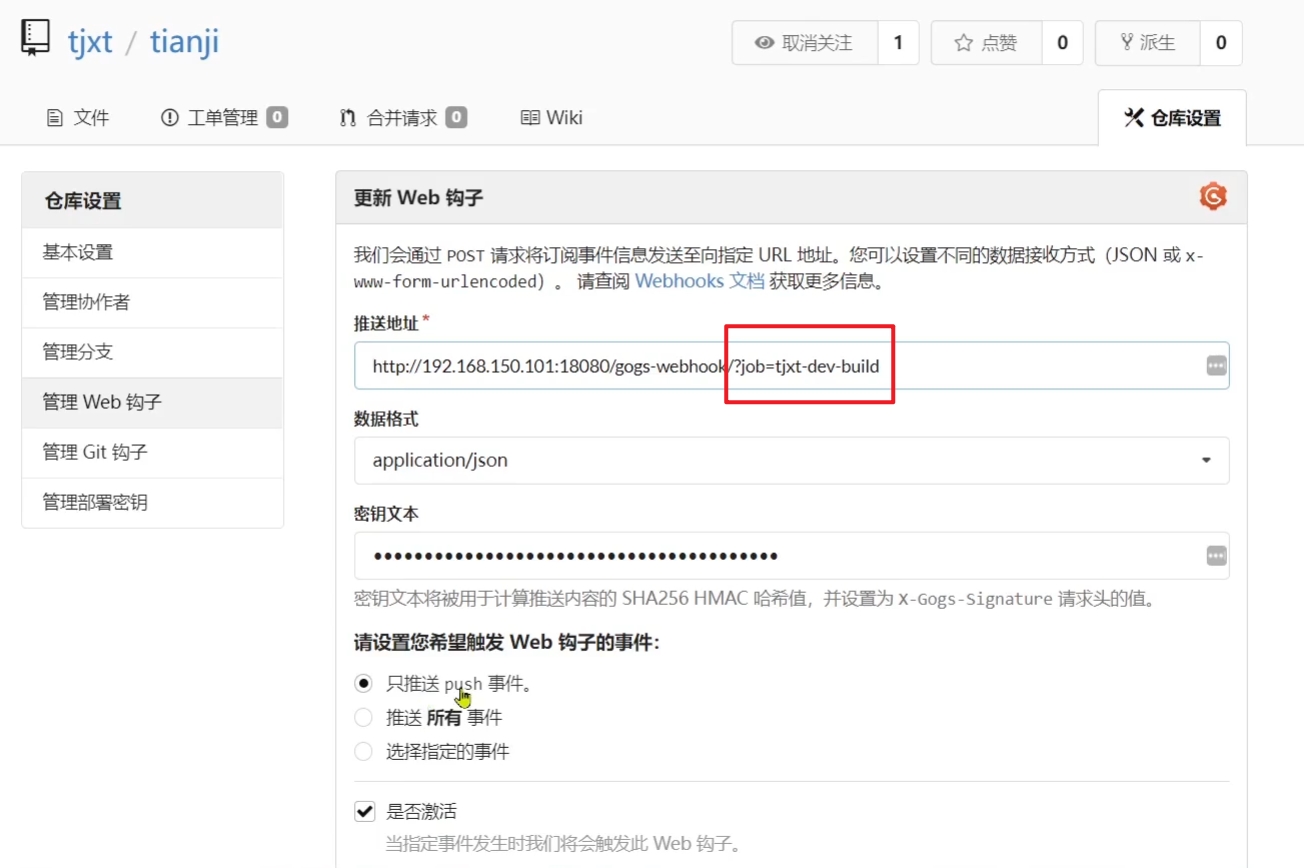 tjxt / tianji
取消关注 1
点赞 0
派生 0
文件
工单管理 0
合并请求 0
Wiki
仓库设置
仓库设置
基本设置
管理协作者
管理分支
管理 Web 钩子
管理 Git 钩子
管理部署密钥
更新 Web 钩子
我们会通过 POST 请求将订阅事件信息发送至向指定 URL 地址。您可以设置不同的数据接收方式（JSON 或 x-
www-form-urlencoded）。 请查阅 Webhooks 文档 获取更多信息。
推送地址*
http://192.168.150.101:18080/gogs-webhook/?job=tjxt-dev-build
数据格式
application/json
密钥文本
••••••••••••••••••••••••••••••••••••••••
密钥文本将被用于计算推送内容的 SHA256 HMAC 哈希值，并设置为 X-Gogs-Signature 请求头的值。
请设置您希望触发 Web 钩子的事件：
只推送 push 事件。
推送 所有 事件
选择指定的事件
是否激活
当指定事件发生时我们将会触发此 Web 钩子。